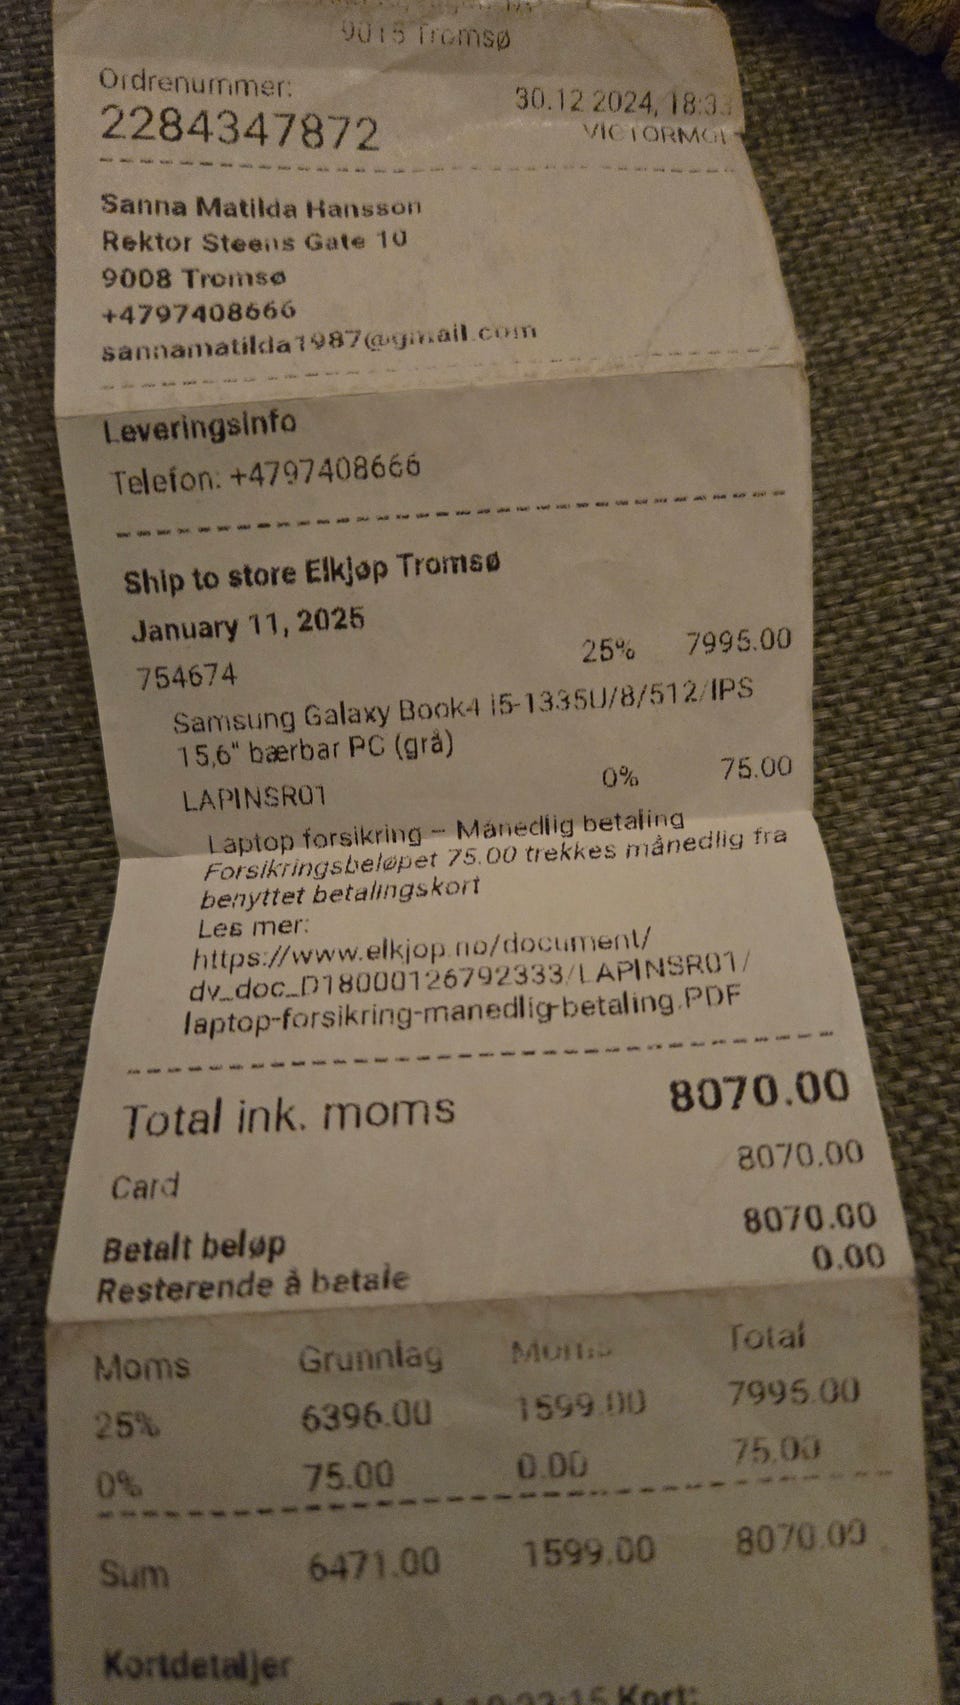 9015 Tromsø
Ordrenummer:
30.12 2024, 18:33
2284347872
Sanna Matilda Hansson
Rektor Steens Gate 10
9008 Tromsø
+4797408666
sannamatilda1987@gmail.com
Leveringsinfo
Telefon: +4797408666
Ship to store Elkjøp Tromsø
January 11, 2025
754674 25% 7995.00
Samsung Galaxy Book4 i5-1335U/8/512/IPS
15,6" bærbar PC (grå)
LAPINSR01 0% 75.00
Laptop forsikring – Månedlig betaling
Forsikringsbeløpet 75.00 trekkes månedlig fra
benyttet betalingskort
Les mer:
https://www.elkjop.no/document/
dv_doc_D18000126792333/LAPINSR01/
laptop-forsikring-manedlig-betaling.PDF
Total ink. moms 8070.00
Card 8070.00
Betalt beløp 8070.00
Resterende å betale 0.00
Moms Grunnlag Moms Total
25% 6396.00 1599.00 7995.00
0% 75.00 0.00 75.00
Sum 6471.00 1599.00 8070.00
Kortdetaljer
Kort: